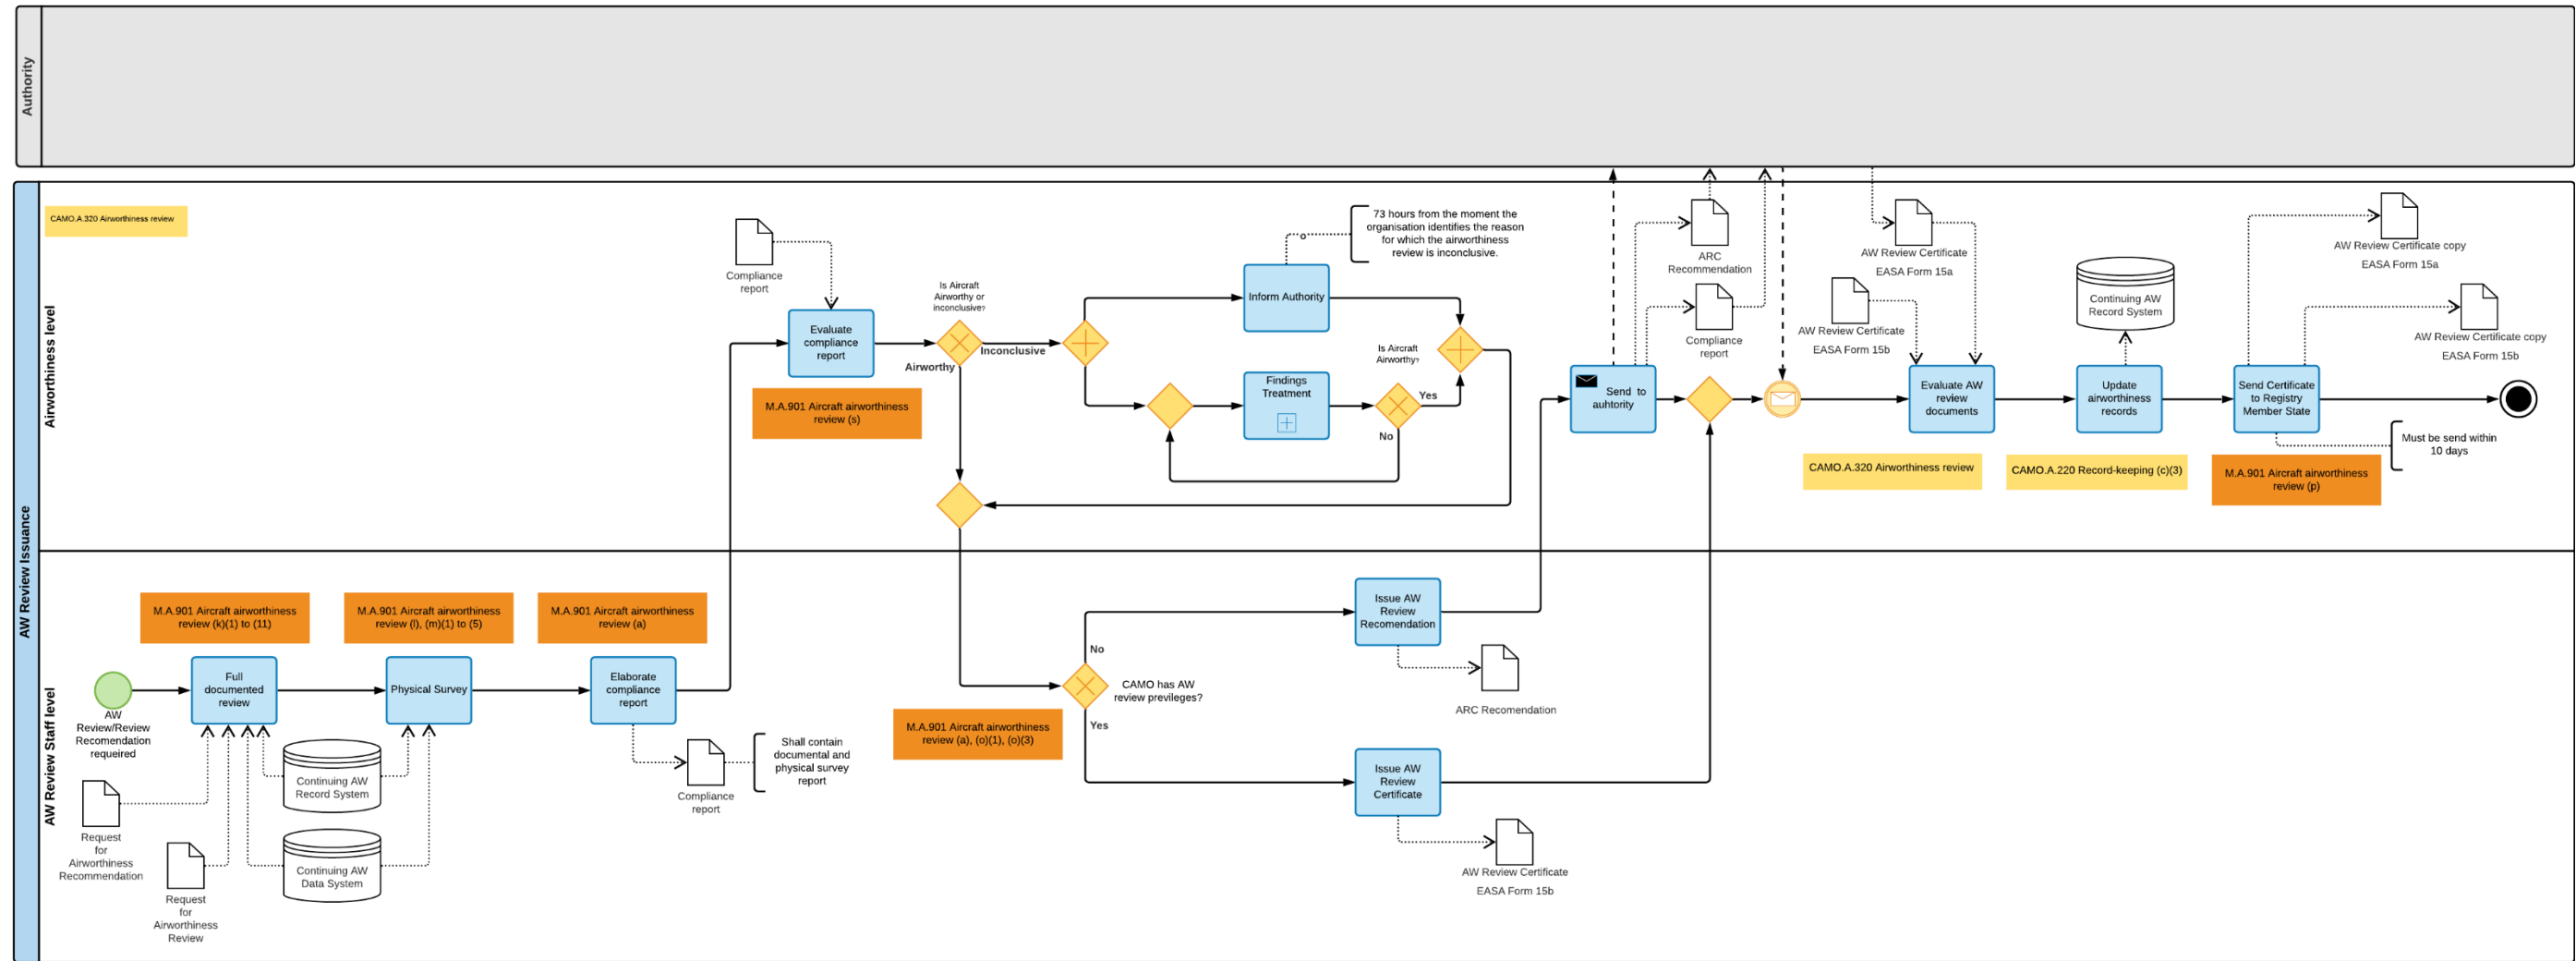 Authority
AW Review Issuance
Airworthiness level
CAMO.A.320 Airworthiness review
Compliance
report
Evaluate
compliance
report
M.A.901 Aircraft airworthiness
review (s)
Is Aircraft
Airworthy or
inconclusive?
Inconclusive
Airworthy
Inform Authority
73 hours from the moment the
organisation identifies the reason
for which the airworthiness
review is inconclusive.
Findings
Treatment
Is Aircraft
Airworthy?
Yes
No
Send to
auhtority
ARC
Recommendation
Compliance
report
AW Review Certificate
EASA Form 15a
AW Review Certificate
EASA Form 15b
Evaluate AW
review
documents
CAMO.A.320 Airworthiness review
Continuing AW
Record System
Update
airworthiness
records
CAMO.A.220 Record-keeping (c)(3)
Send Certificate
to Registry
Member State
M.A.901 Aircraft airworthiness
review (p)
AW Review Certificate copy
EASA Form 15a
AW Review Certificate copy
EASA Form 15b
Must be send within
10 days
AW Review Staff level
AW
Review/Review
Recomendation
requeired
M.A.901 Aircraft airworthiness
review (k)(1) to (11)
Full
documented
review
M.A.901 Aircraft airworthiness
review (l), (m)(1) to (5)
Physical Survey
M.A.901 Aircraft airworthiness
review (a)
Elaborate
compliance
report
Request
for
Airworthiness
Recommendation
Request
for
Airworthiness
Review
Continuing AW
Record System
Continuing AW
Data System
Compliance
report
Shall contain
documental and
physical survey
report
M.A.901 Aircraft airworthiness
review (a), (o)(1), (o)(3)
No
CAMO has AW
review previleges?
Yes
Issue AW
Review
Recomendation
ARC Recomendation
Issue AW
Review
Certificate
AW Review Certificate
EASA Form 15b